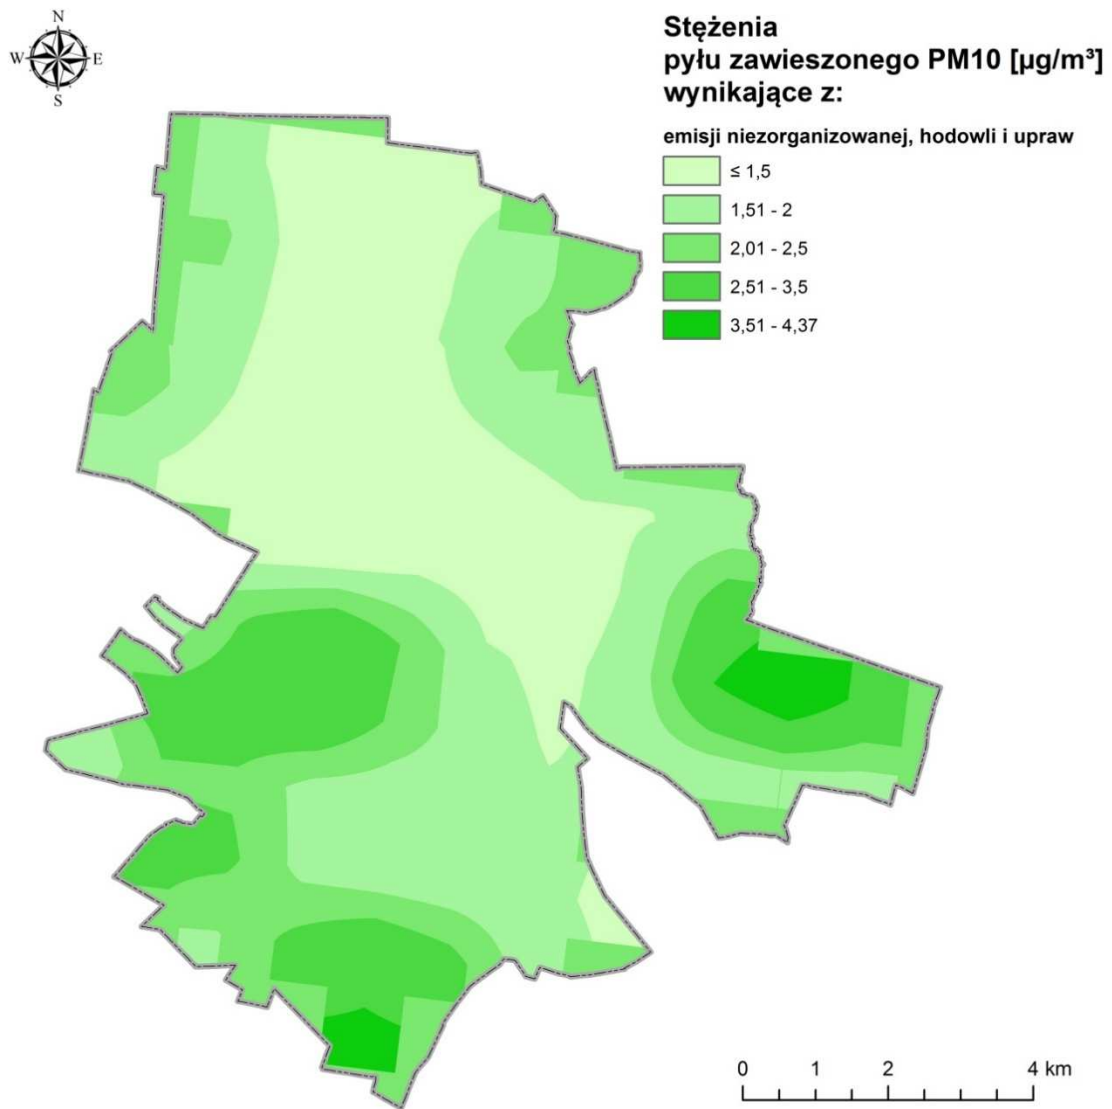 N
W E
S
Stężenia
pyłu zawieszonego PM10 [µg/m³]
wynikające z:
emisji niezorganizowanej, hodowli i upraw
≤ 1,5
1,51 - 2
2,01 - 2,5
2,51 - 3,5
3,51 - 4,37
0 1 2 4 km